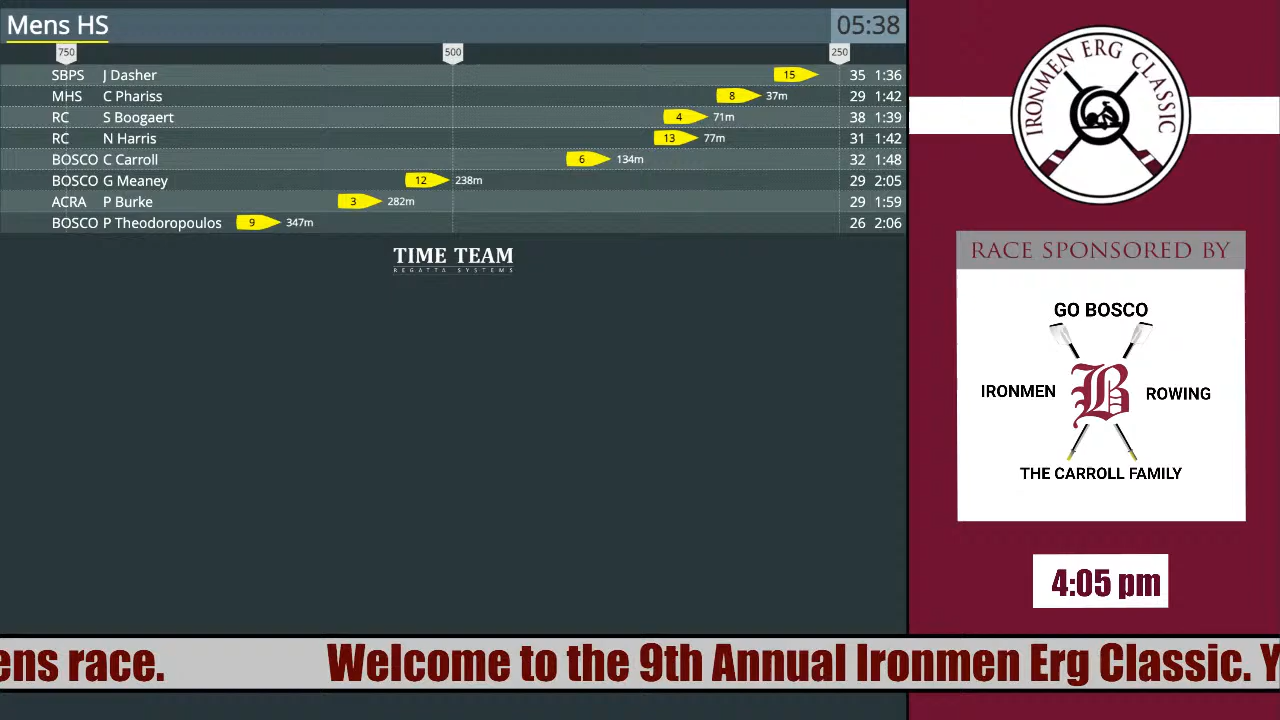 Mens HS 05:38
750 500 250
SBPS J Dasher 15 35 1:36
MHS C Phariss 8 37m 29 1:42
RC S Boogaert 4 71m 38 1:39
RC N Harris 13 77m 31 1:42
BOSCO C Carroll 6 134m 32 1:48
BOSCO G Meaney 12 238m 29 2:05
ACRA P Burke 3 282m 29 1:59
BOSCO P Theodoropoulos 9 347m 26 2:06
TIME TEAM
REGATTA SYSTEMS
IRONMEN ERG CLASSIC
RACE SPONSORED BY
GO BOSCO
IRONMEN B ROWING
THE CARROLL FAMILY
4:05 pm
ens race. Welcome to the 9th Annual Ironmen Erg Classic. Y